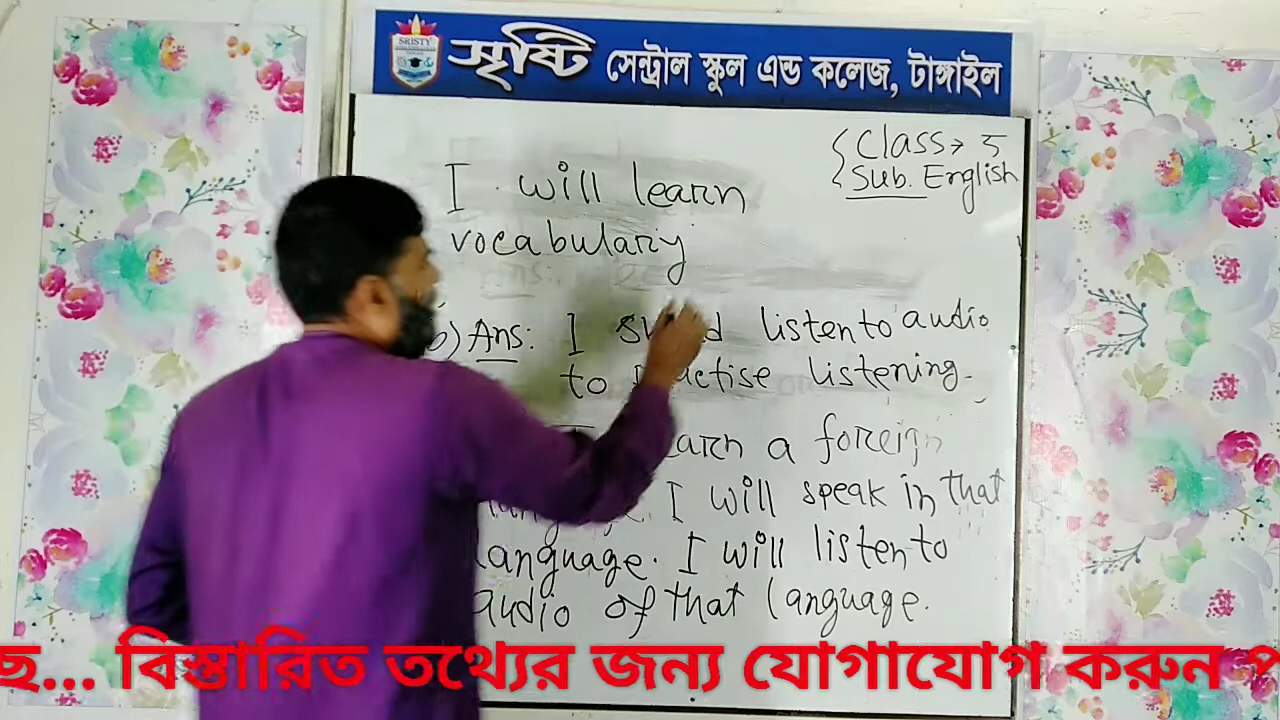 SRISTY
সৃষ্টি সেন্ট্রাল স্কুল এন্ড কলেজ, টাঙ্গাইল
{ Class → 5
Sub. English
I will learn
vocabulary
b) Ans: I listen to audio
to listening.
a foreign
I will speak in that
language. I will listen to
audio of that language.
... বিস্তারিত তথ্যের জন্য যোগাযোগ করুন